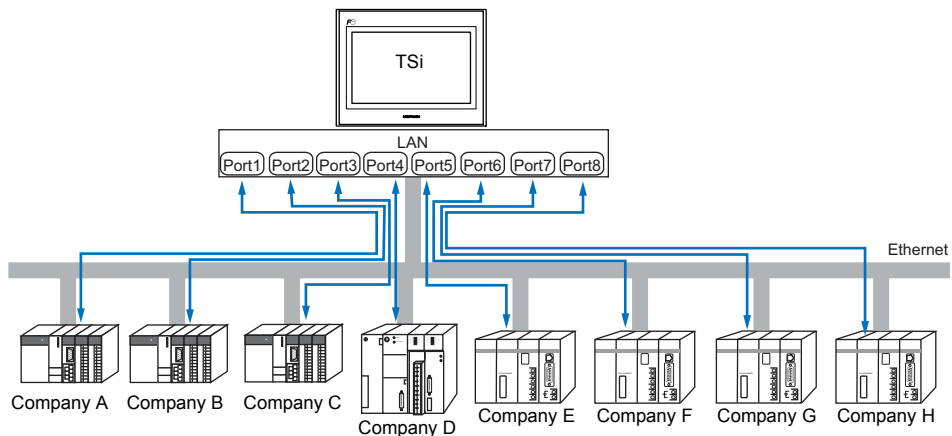 TSi
LAN
Port1 Port2 Port3 Port4 Port5 Port6 Port7 Port8
Ethernet
Company A Company B Company C Company D Company E Company F Company G Company H